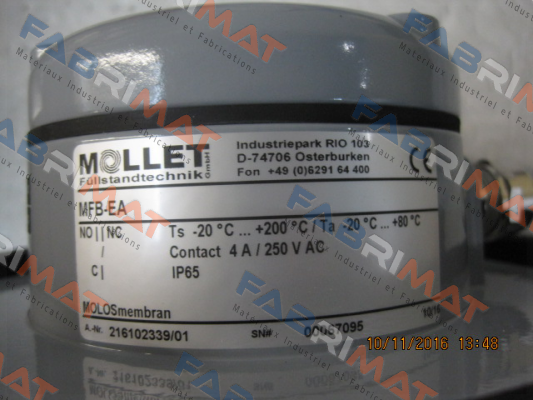 MOLLET
Füllstandtechnik GmbH
Industriepark RIO 103
D-74706 Osterburken
Fon +49 (0)6291 64 400
CE
MFB-EA
NO NC
Ts -20 °C ... +200 °C / Ta -20 °C ... +80 °C
/ Contact 4 A / 250 V AC
C IP65
MOLOSmembran
A.-Nr. 216102339/01 SN# 00087095
10/11/2016 13:48
FABRIMAT
Materiaux Industriel et Fabrications